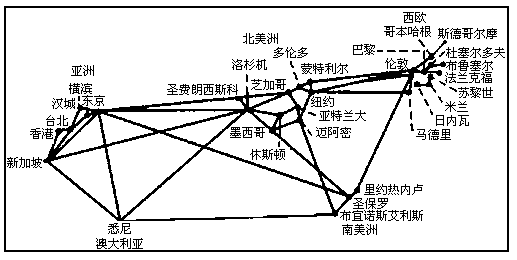 西欧
哥本哈根
斯德哥尔摩
北美洲
巴黎
杜塞尔多夫
多伦多
洛杉机
伦敦
布鲁塞尔
亚洲
蒙特利尔
法兰克福
横滨
圣费朗西斯科
芝加哥
苏黎世
汉城
东京
纽约
米兰
台北
亚特兰大
日内瓦
香港
墨西哥
迈阿密
马德里
休斯顿
新加坡
里约热内卢
圣保罗
布宜诺斯艾利斯
南美洲
悉尼
澳大利亚